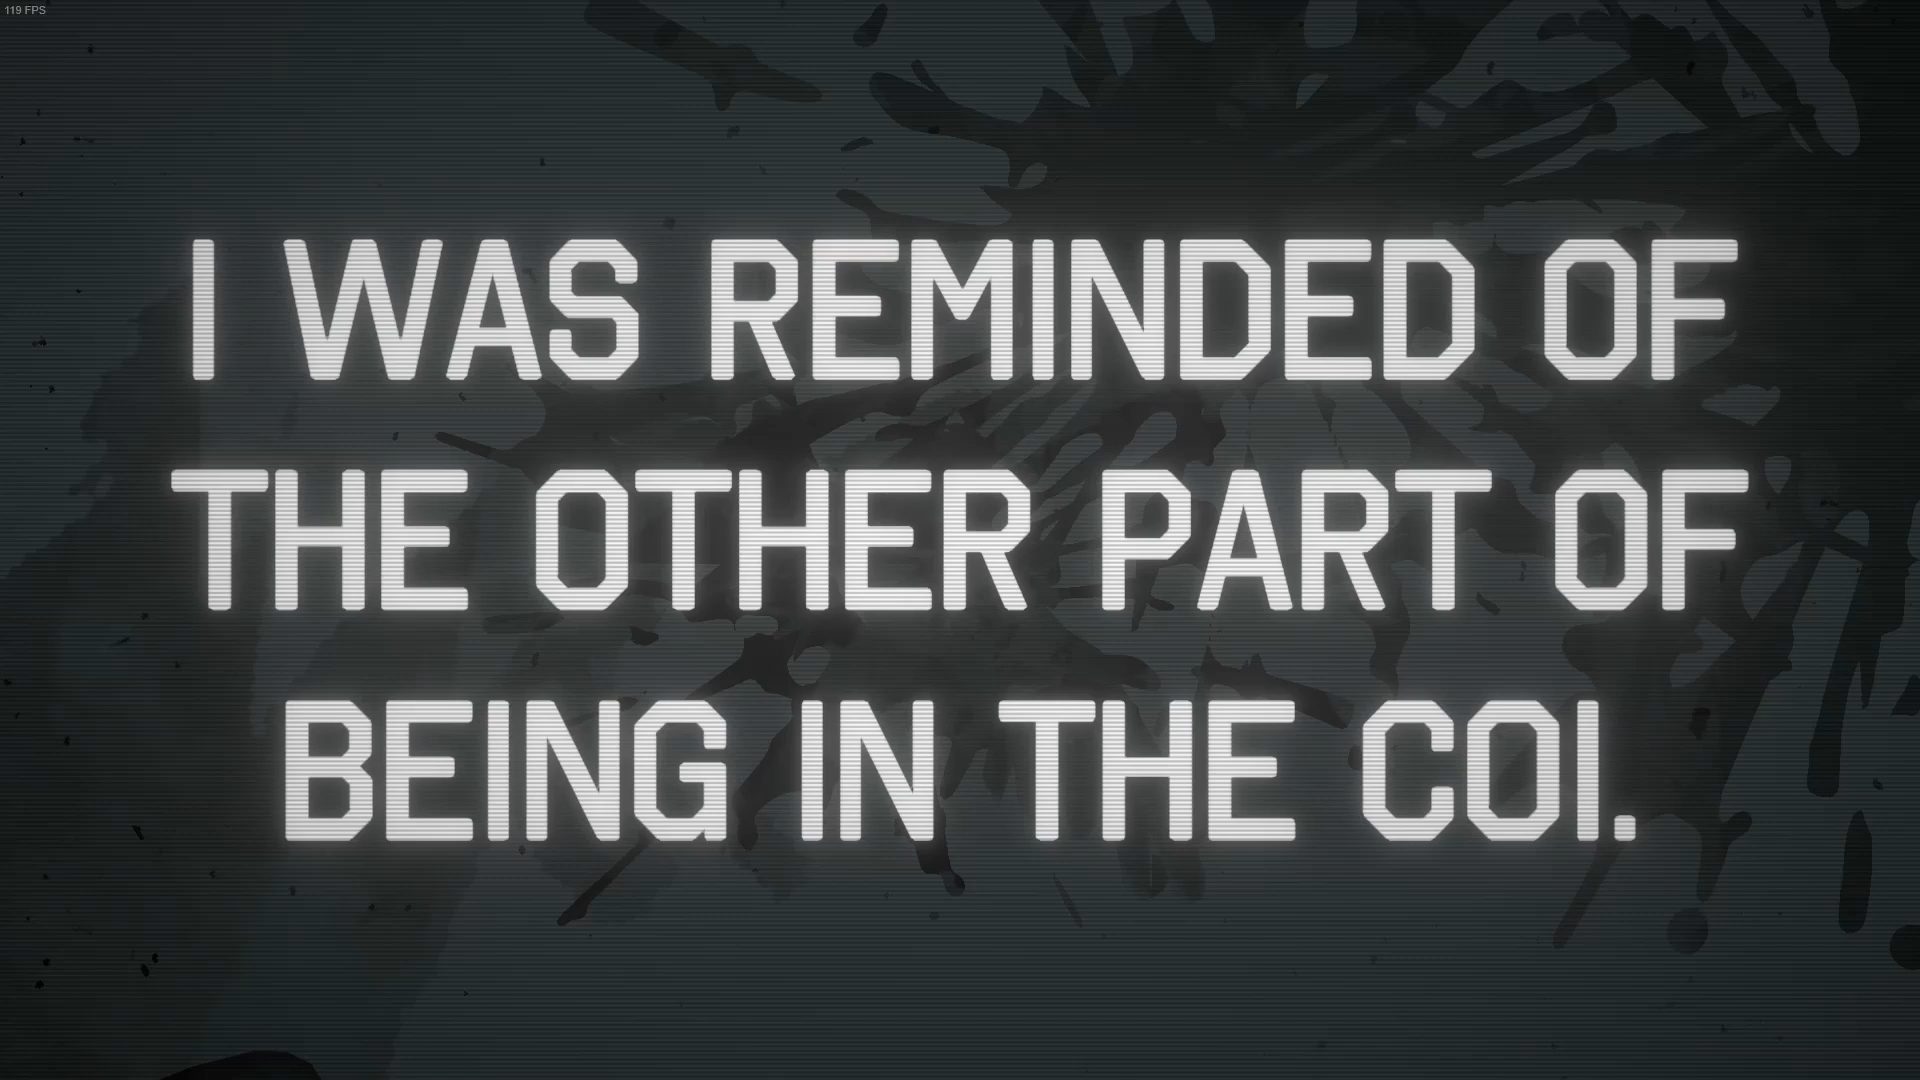 119 FPS
I WAS REMINDED OF
THE OTHER PART OF
BEING IN THE COI.